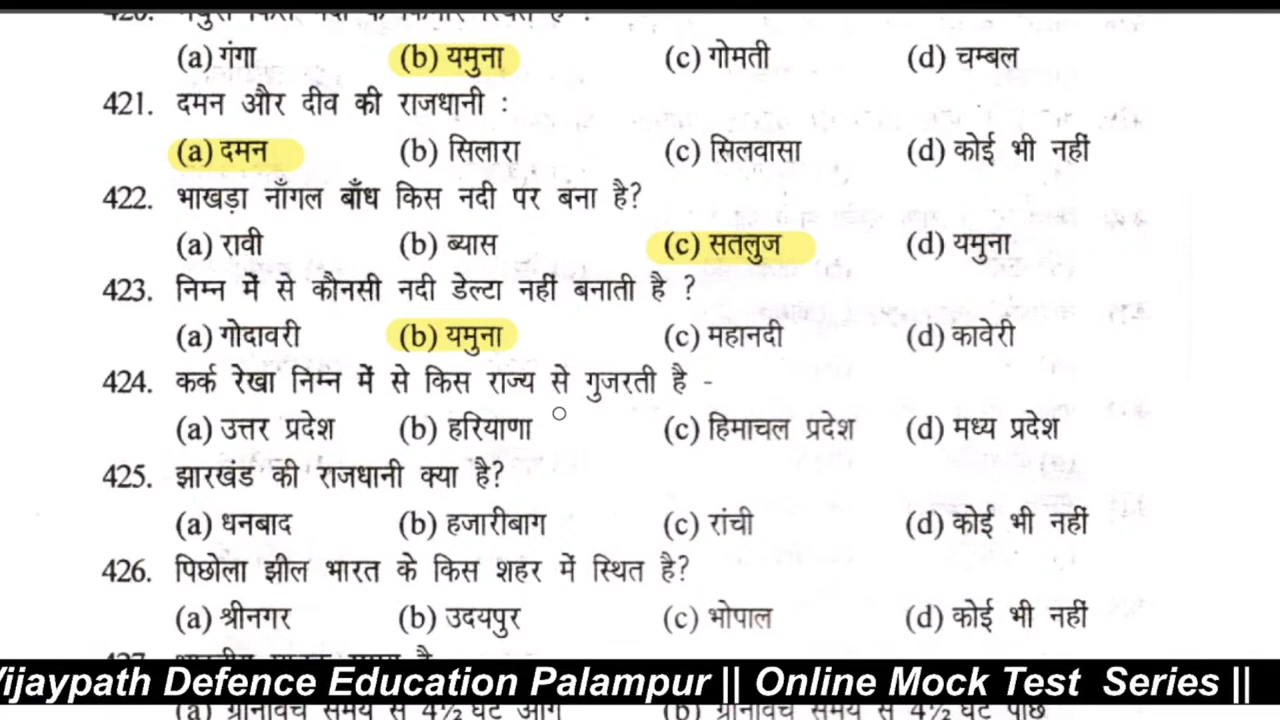 (a) गंगा (b) यमुना (c) गोमती (d) चम्बल
421. दमन और दीव की राजधानी :
(a) दमन (b) सिलारा (c) सिलवासा (d) कोई भी नहीं
422. भाखड़ा नाँगल बाँध किस नदी पर बना है?
(a) रावी (b) ब्यास (c) सतलुज (d) यमुना
423. निम्न में से कौनसी नदी डेल्टा नहीं बनाती है ?
(a) गोदावरी (b) यमुना (c) महानदी (d) कावेरी
424. कर्क रेखा निम्न में से किस राज्य से गुजरती है -
(a) उत्तर प्रदेश (b) हरियाणा (c) हिमाचल प्रदेश (d) मध्य प्रदेश
425. झारखंड की राजधानी क्या है?
(a) धनबाद (b) हजारीबाग (c) रांची (d) कोई भी नहीं
426. पिछोला झील भारत के किस शहर में स्थित है?
(a) श्रीनगर (b) उदयपुर (c) भोपाल (d) कोई भी नहीं
Vijaypath Defence Education Palampur || Online Mock Test Series ||